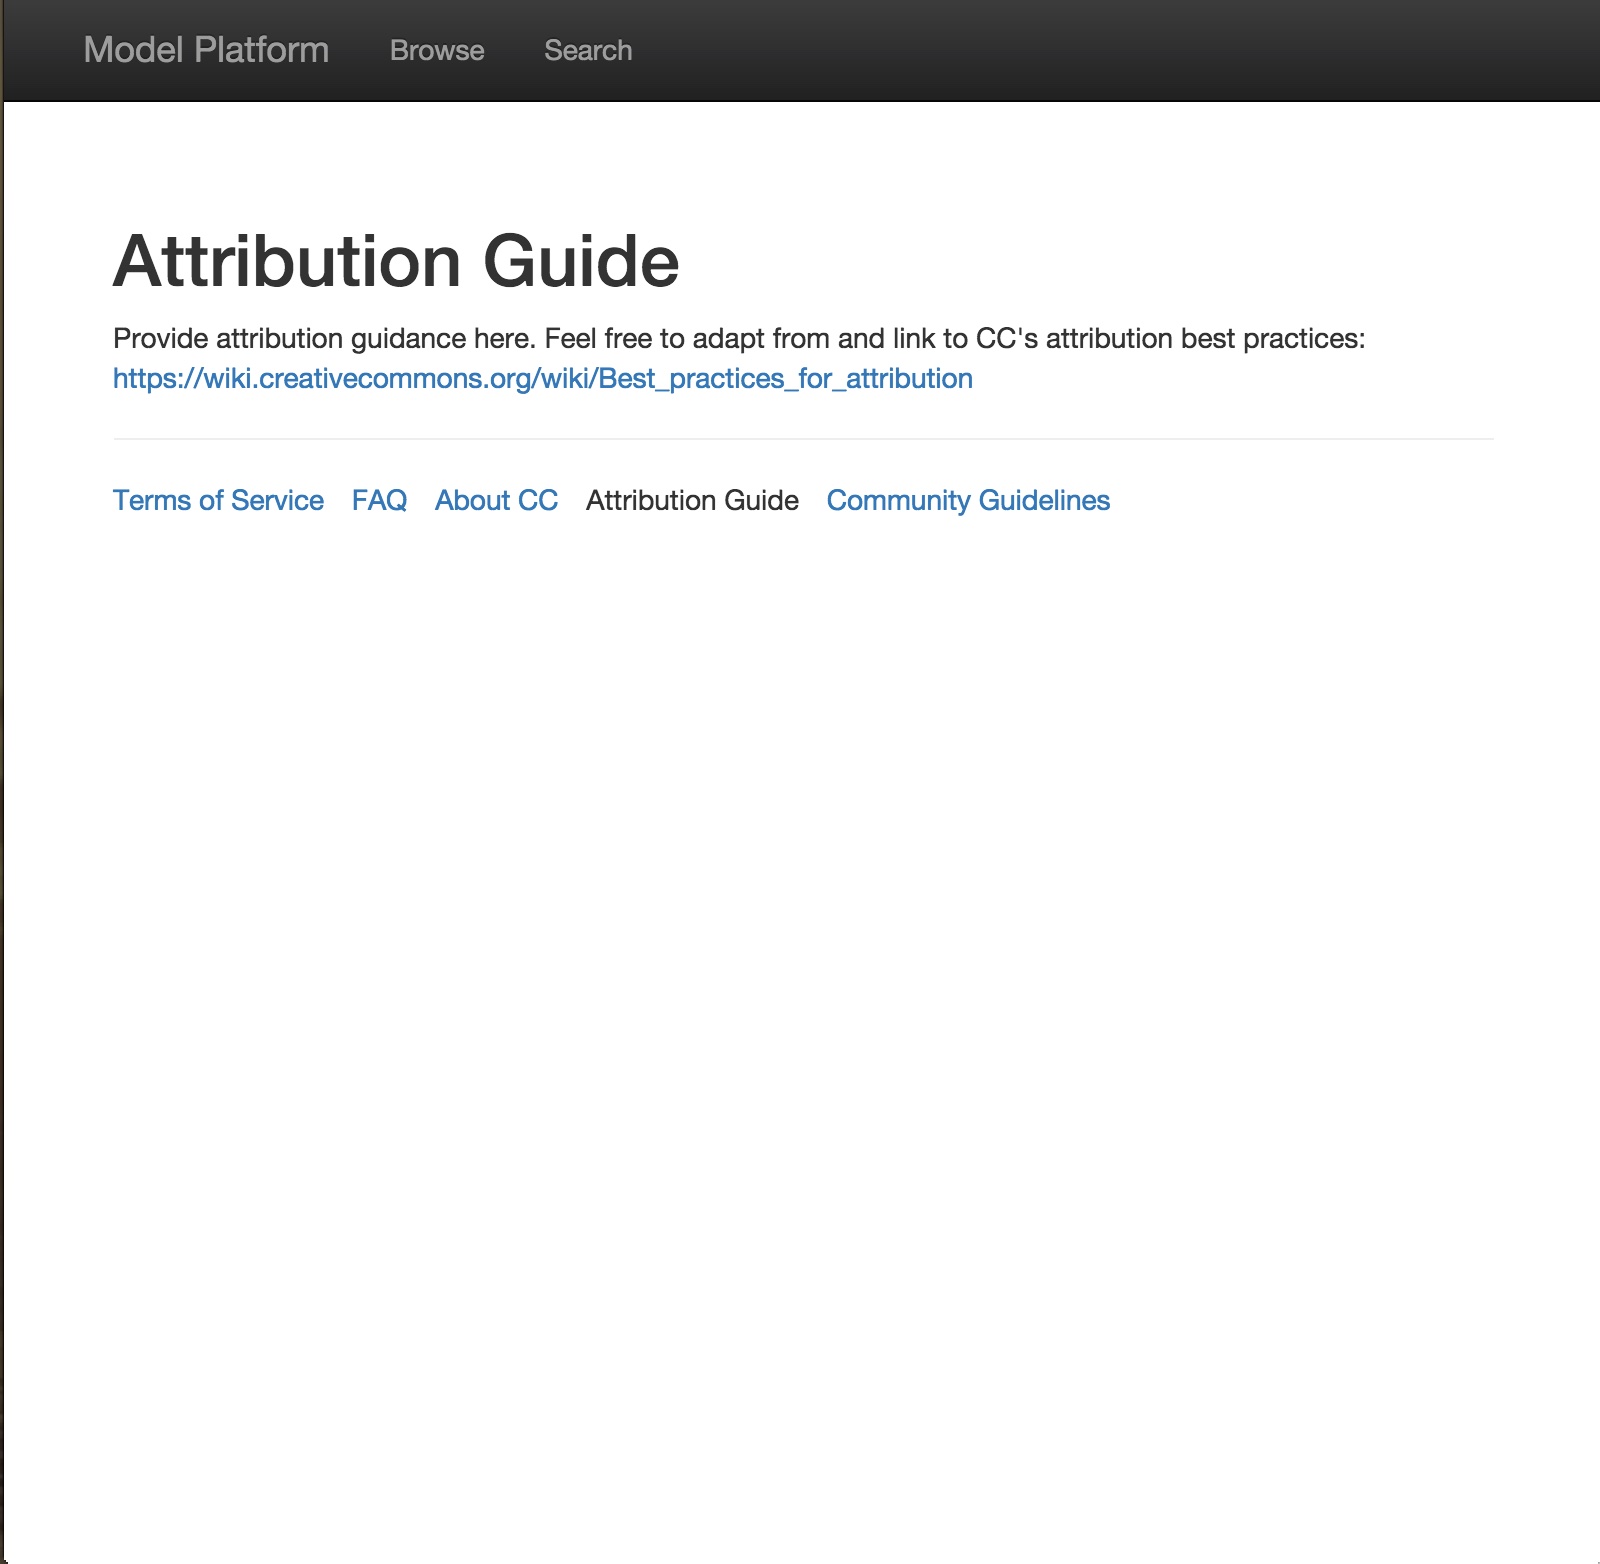 Model Platform Browse Search
Attribution Guide
Provide attribution guidance here. Feel free to adapt from and link to CC's attribution best practices:
https://wiki.creativecommons.org/wiki/Best_practices_for_attribution
Terms of Service FAQ About CC Attribution Guide Community Guidelines